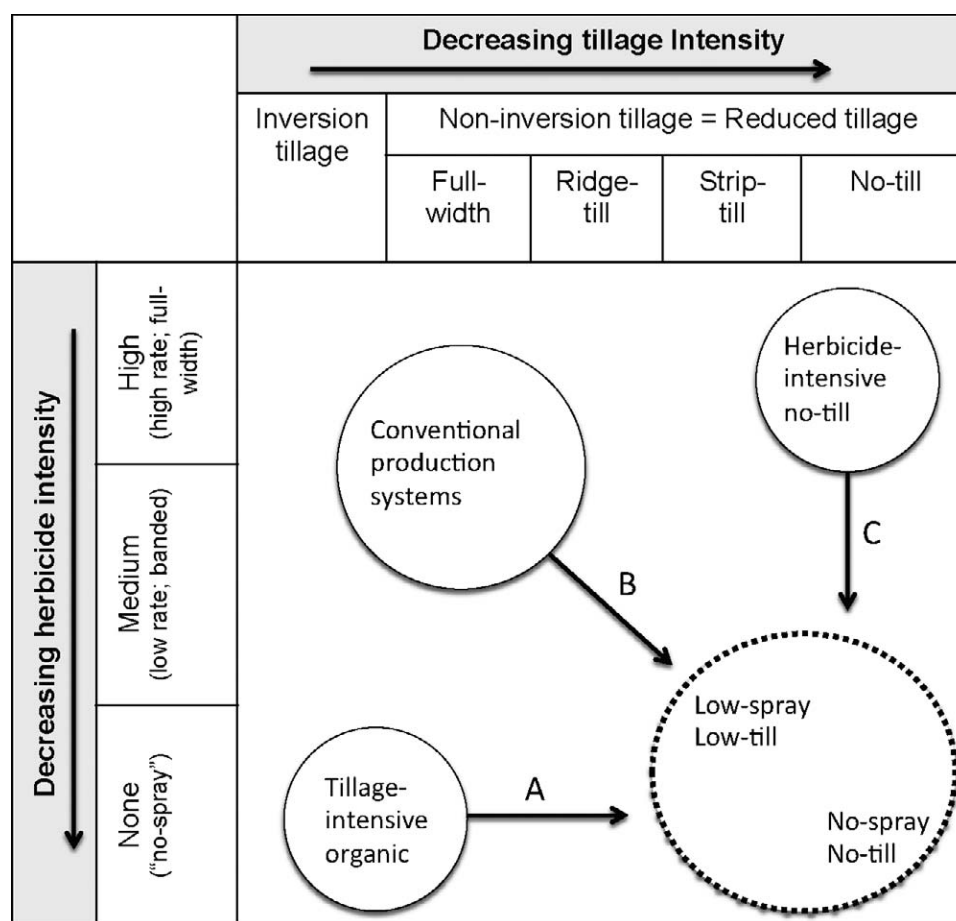 Decreasing tillage Intensity
Inversion
tillage
Non-inversion tillage = Reduced tillage
Full-
width
Ridge-
till
Strip-
till
No-till
Decreasing herbicide intensity
High
(high rate; full-
width)
Medium
(low rate; banded)
None
(“no-spray”)
Conventional
production
systems
Herbicide-
intensive
no-till
B
C
Tillage-
intensive
organic
A
Low-spray
Low-till
No-spray
No-till